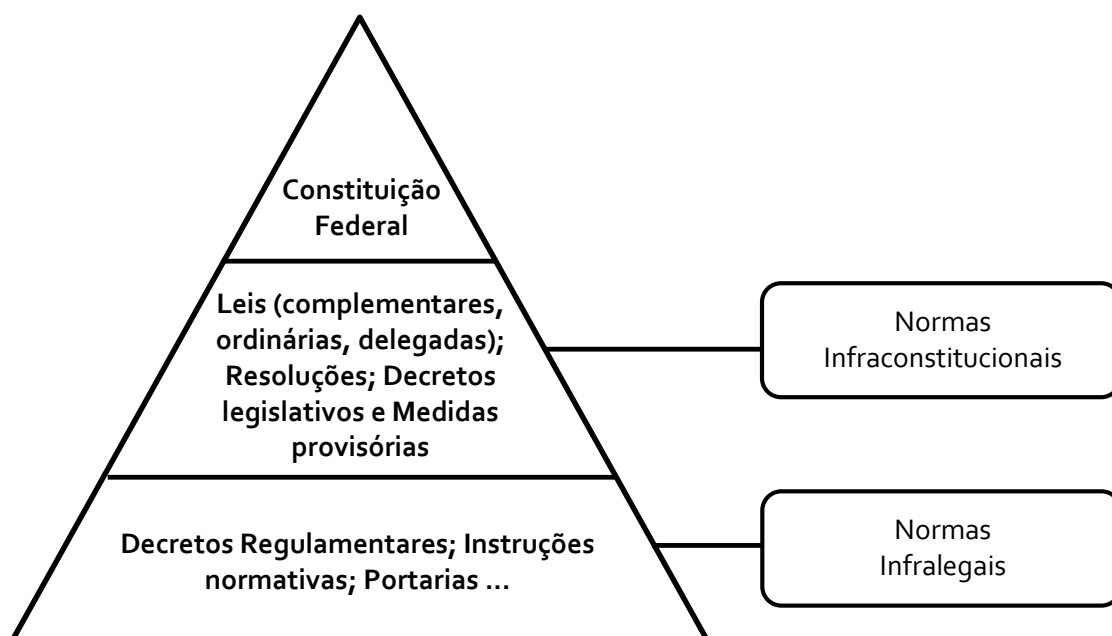 Constituição
Federal
Leis (complementares,
ordinárias, delegadas);
Resoluções; Decretos
legislativos e Medidas
provisórias
Normas
Infraconstitucionais
Decretos Regulamentares; Instruções
normativas; Portarias ...
Normas
Infralegais